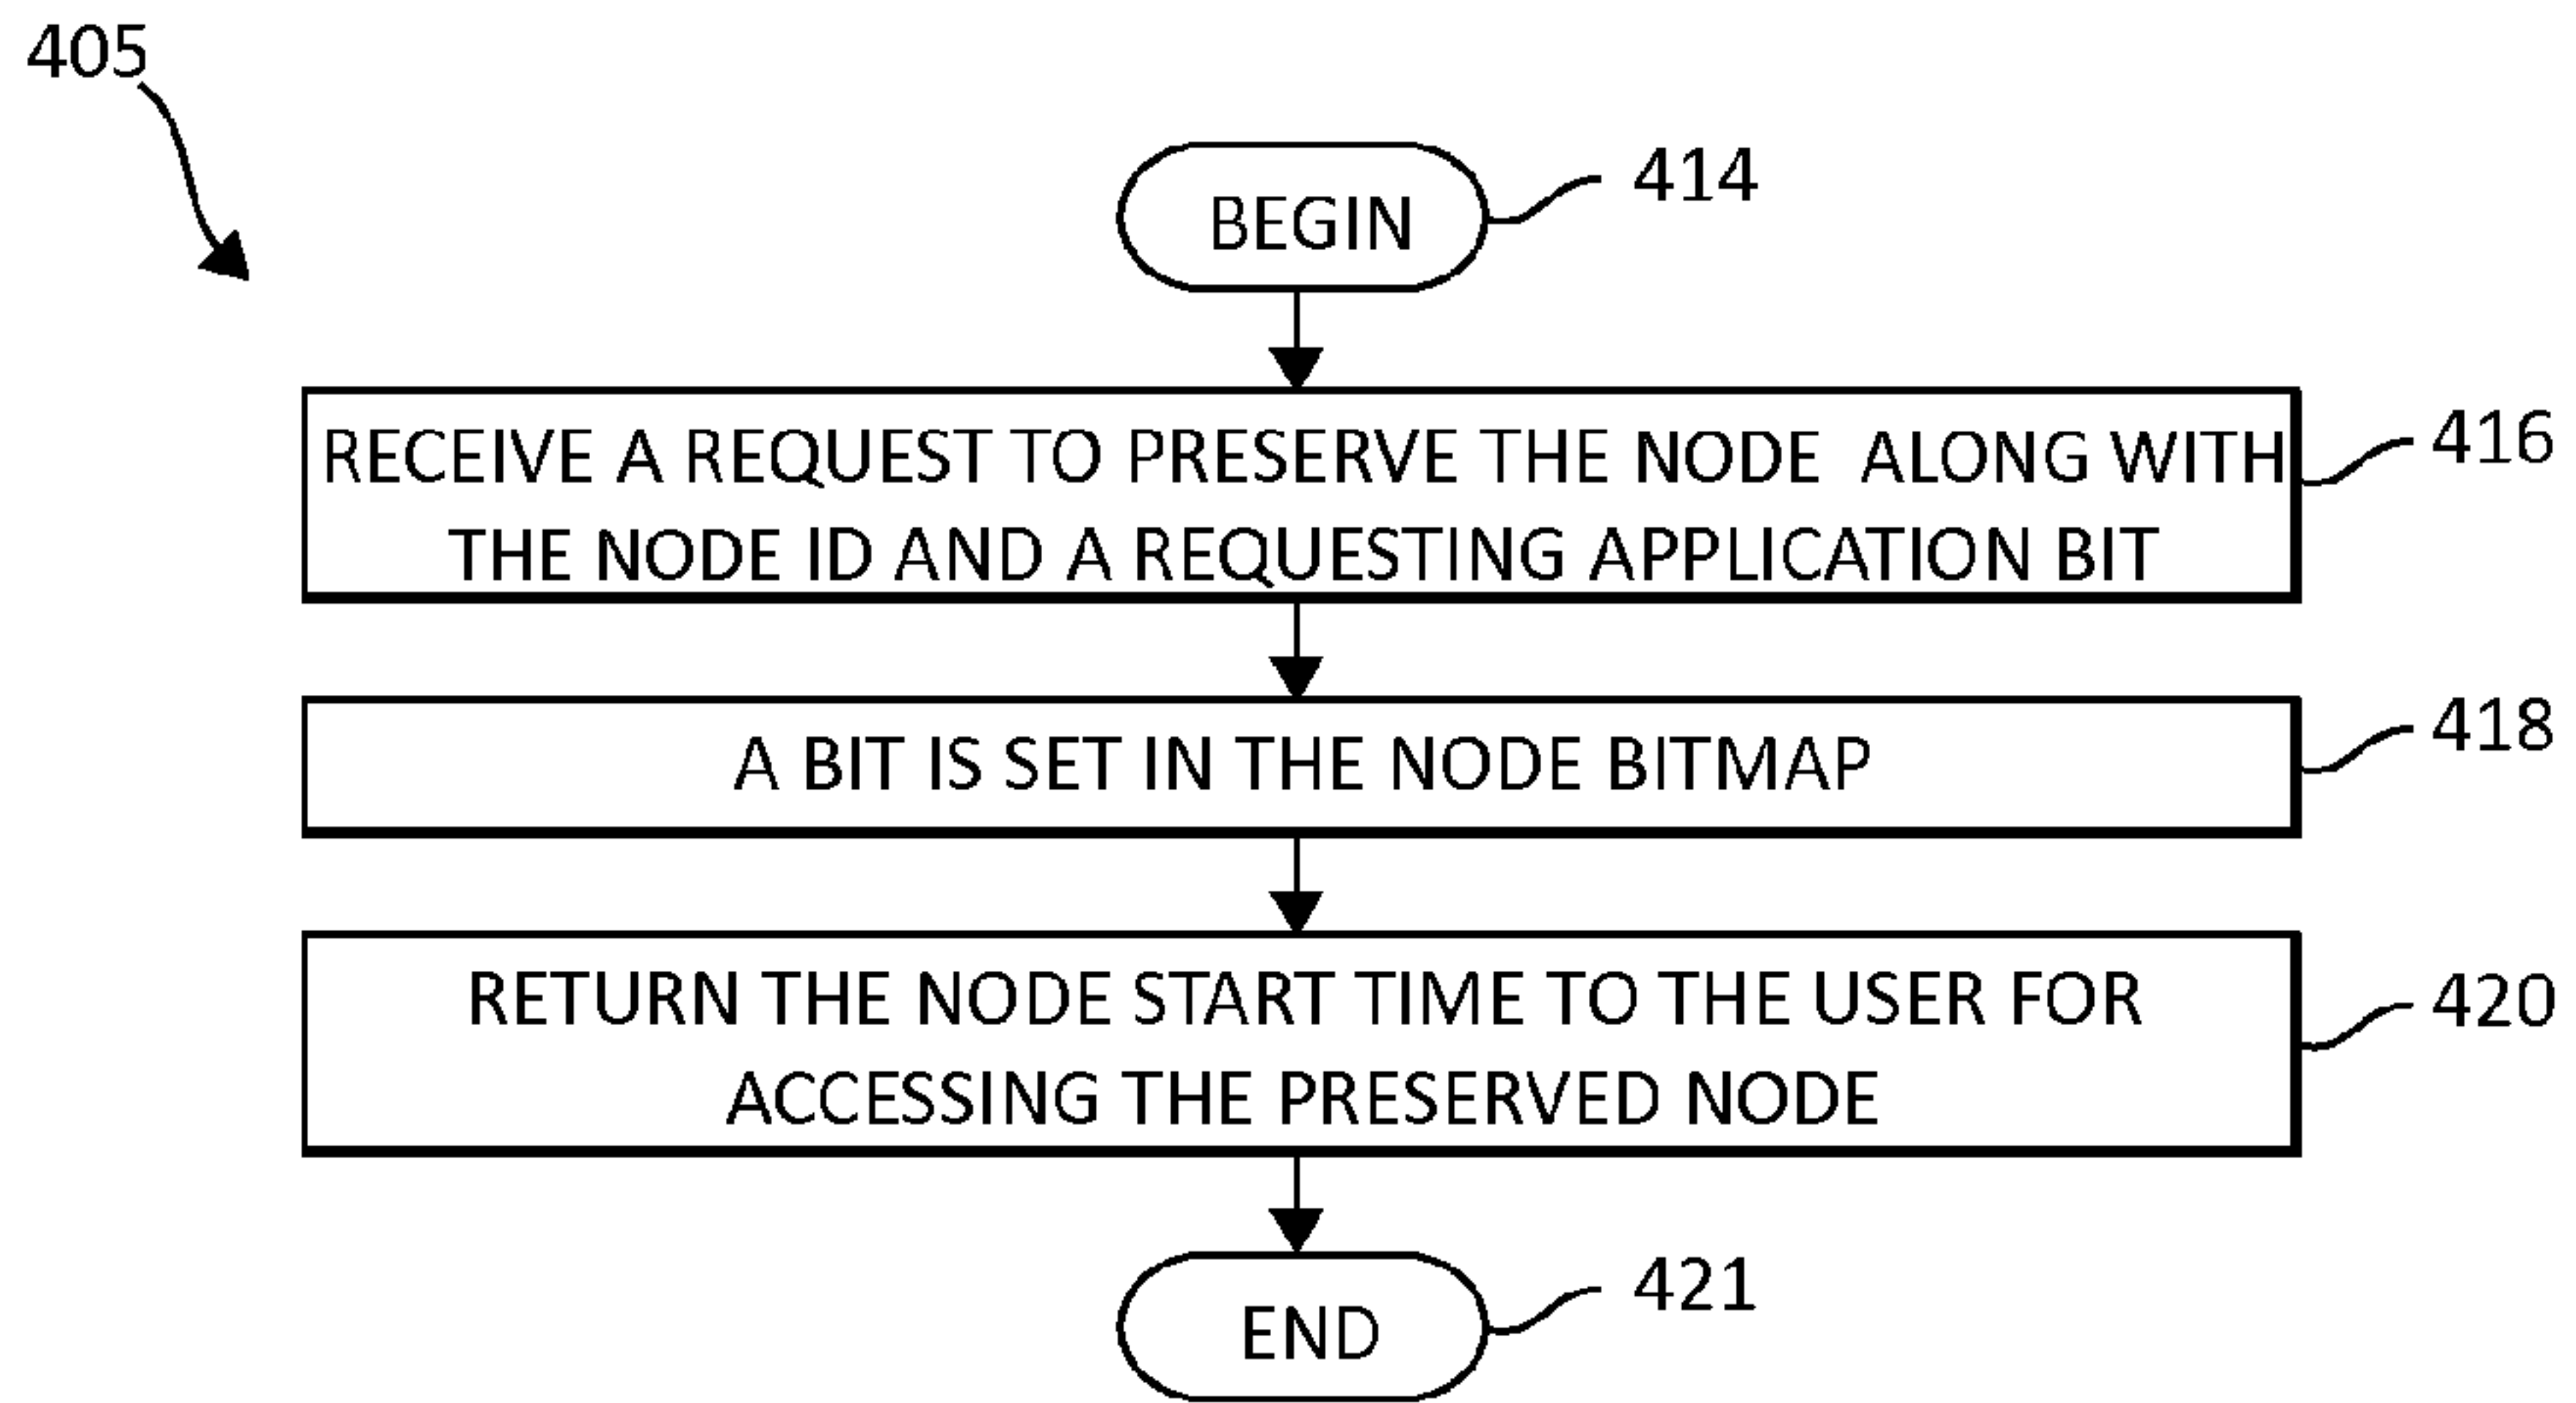 405
BEGIN
414
RECEIVE A REQUEST TO PRESERVE THE NODE ALONG WITH
THE NODE ID AND A REQUESTING APPLICATION BIT
416
A BIT IS SET IN THE NODE BITMAP
418
RETURN THE NODE START TIME TO THE USER FOR
ACCESSING THE PRESERVED NODE
420
END
421